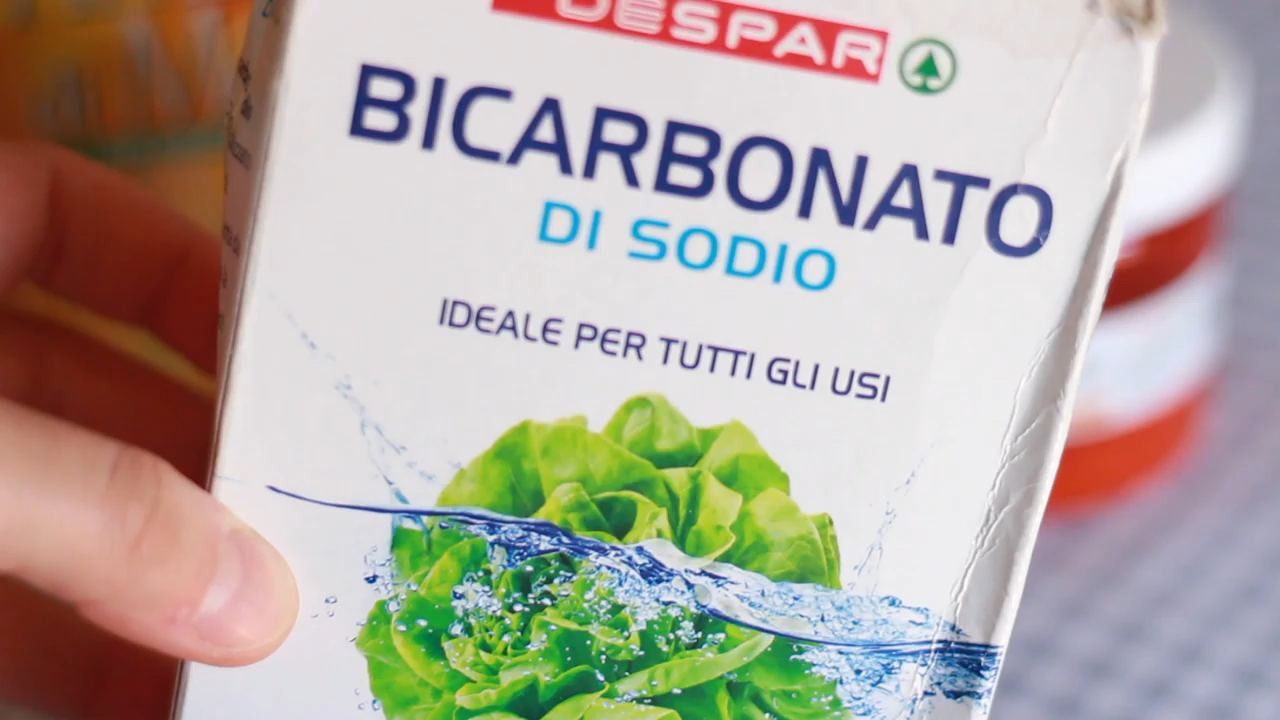 DESPAR
BICARBONATO
DI SODIO
IDEALE PER TUTTI GLI USI